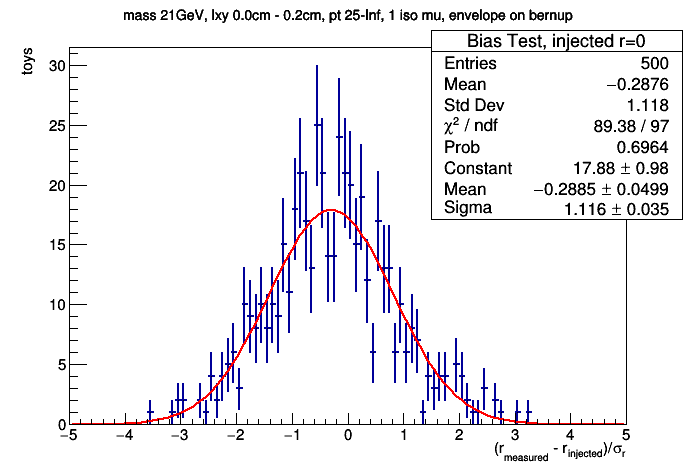 mass 21GeV, lxy 0.0cm - 0.2cm, pt 25-Inf, 1 iso mu, envelope on bernup
Bias Test, injected r=0
Entries 500
Mean −0.2876
Std Dev 1.118
χ² / ndf 89.38 / 97
Prob 0.6964
Constant 17.88 ± 0.98
Mean −0.2885 ± 0.0499
Sigma 1.116 ± 0.035
toys
30
25
20
15
10
5
0
−5 −4 −3 −2 −1 0 1 2 3 4 5
(r_measured - r_injected)/σ_r